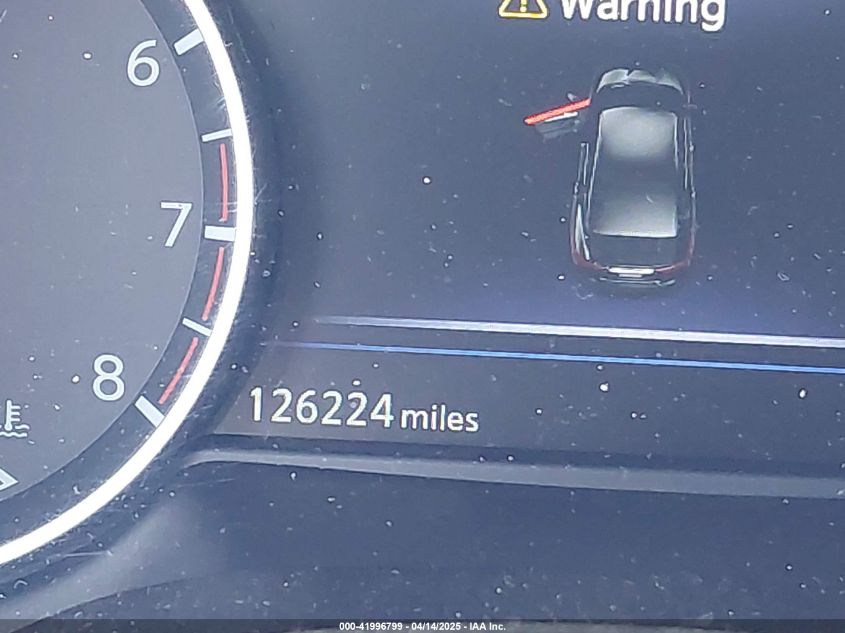 Warning
6
7
8
126224 miles
000-41996799 - 04/14/2025 - IAA Inc.